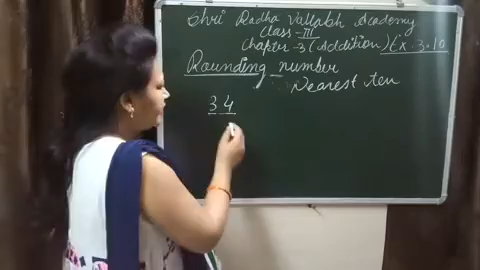 Shri Radha Vallabh Academy
Class - III
Chapter - 3 (Addition) Ex. 3.10
Rounding number
Nearest ten
34